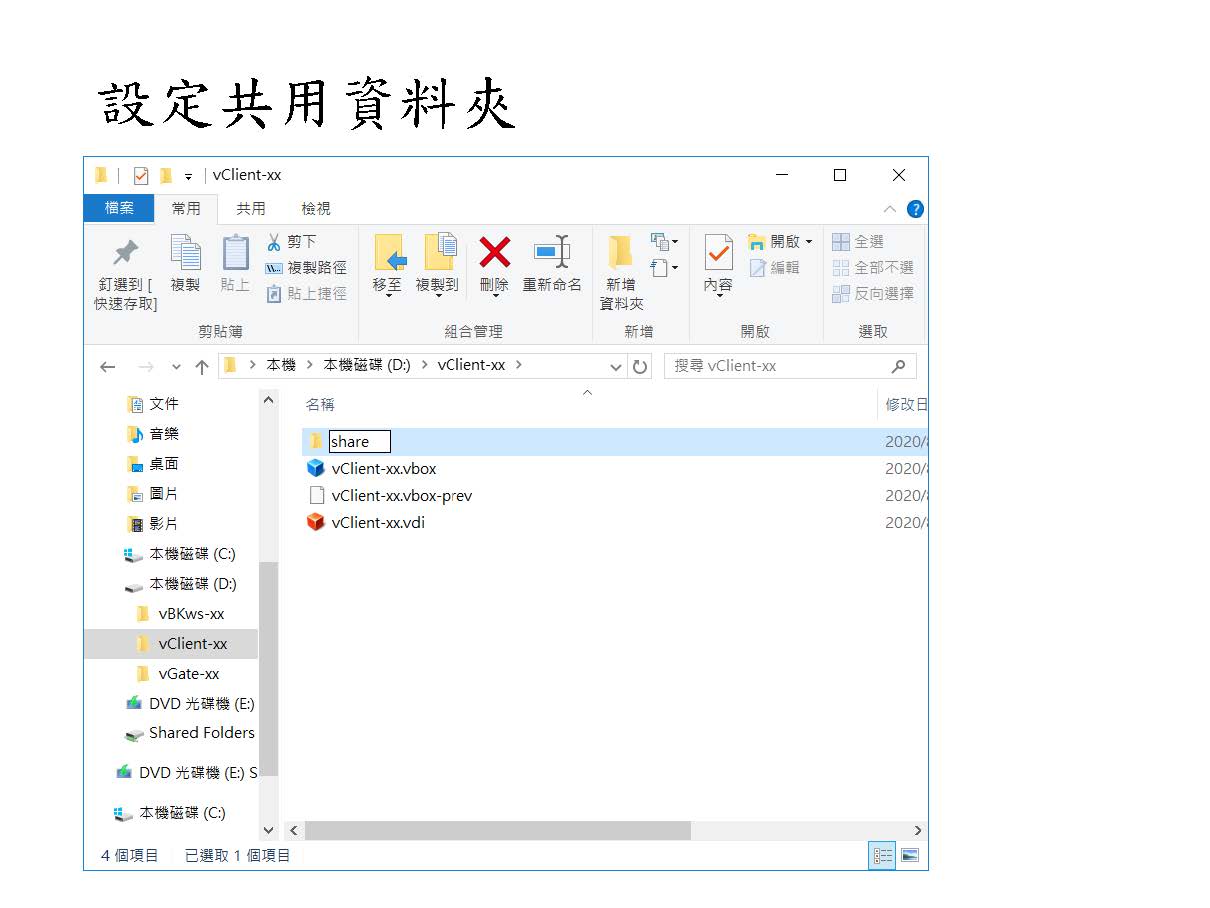 設定共用資料夾
vClient-xx
檔案 常用 共用 檢視
釘選到 [
快速存取]
複製
貼上
剪下
複製路徑
貼上捷徑
剪貼簿
移至
複製到
刪除
重新命名
組合管理
新增
資料夾
新增
內容
開啟
編輯
開啟
全選
全部不選
反向選擇
選取
本機 本機磁碟 (D:) vClient-xx
搜尋 vClient-xx
文件
音樂
桌面
圖片
影片
本機磁碟 (C:)
本機磁碟 (D:)
vBKws-xx
vClient-xx
vGate-xx
DVD 光碟機 (E:)
Shared Folders
DVD 光碟機 (E:) S
本機磁碟 (C:)
名稱 修改日
share 2020/
vClient-xx.vbox 2020/
vClient-xx.vbox-prev 2020/
vClient-xx.vdi 2020/
4 個項目 已選取 1 個項目